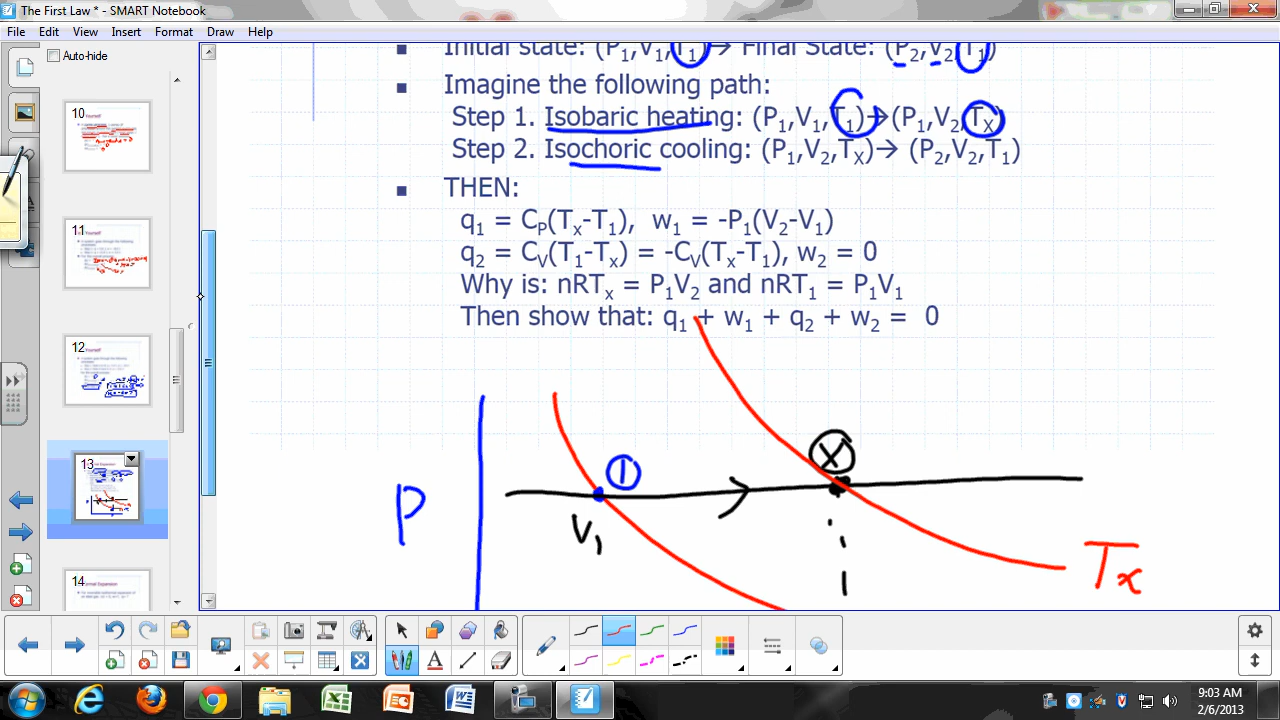 The First Law * - SMART Notebook
File Edit View Insert Format Draw Help
Auto-hide
10
Yourself
11
Yourself
12
Yourself
13
14
Initial state: (P₁,V₁,T₁)→ Final State: (P₂,V₂,T₁)
Imagine the following path:
Step 1. Isobaric heating: (P₁,V₁,T₁)→(P₁,V₂,Tₓ)
Step 2. Isochoric cooling: (P₁,V₂,Tₓ)→ (P₂,V₂,T₁)
THEN:
q₁ = Cₚ(Tₓ-T₁), w₁ = -P₁(V₂-V₁)
q₂ = Cᵥ(T₁-Tₓ) = -Cᵥ(Tₓ-T₁), w₂ = 0
Why is: nRTₓ = P₁V₂ and nRT₁ = P₁V₁
Then show that: q₁ + w₁ + q₂ + w₂ = 0
1
X
P
V₁
Tₓ
A
9:03 AM
2/6/2013